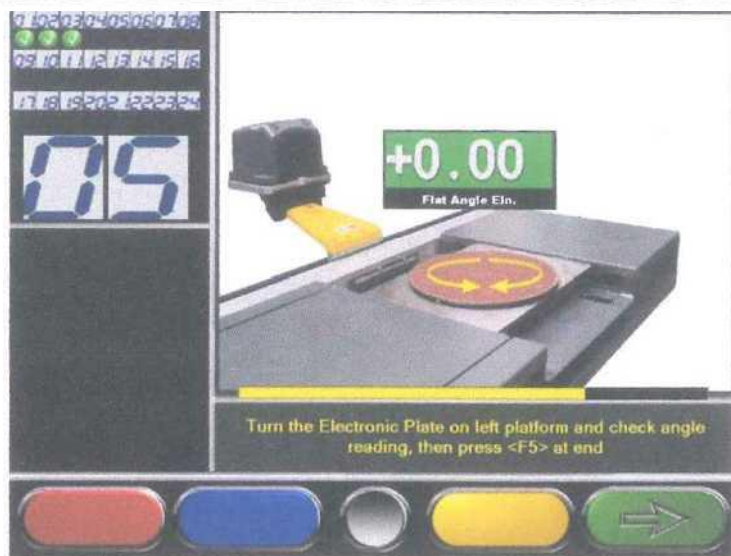 01 02 03 04 05 06 07 08
09 10 11 12 13 14 15 16
17 18 19 20 21 22 23 24
05
+0.00
Flat Angle Eln.
Turn the Electronic Plate on left platform and check angle
reading, then press <F5> at end